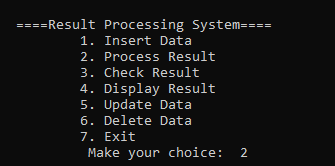 ====Result Processing System====
1. Insert Data
2. Process Result
3. Check Result
4. Display Result
5. Update Data
6. Delete Data
7. Exit
Make your choice:  2